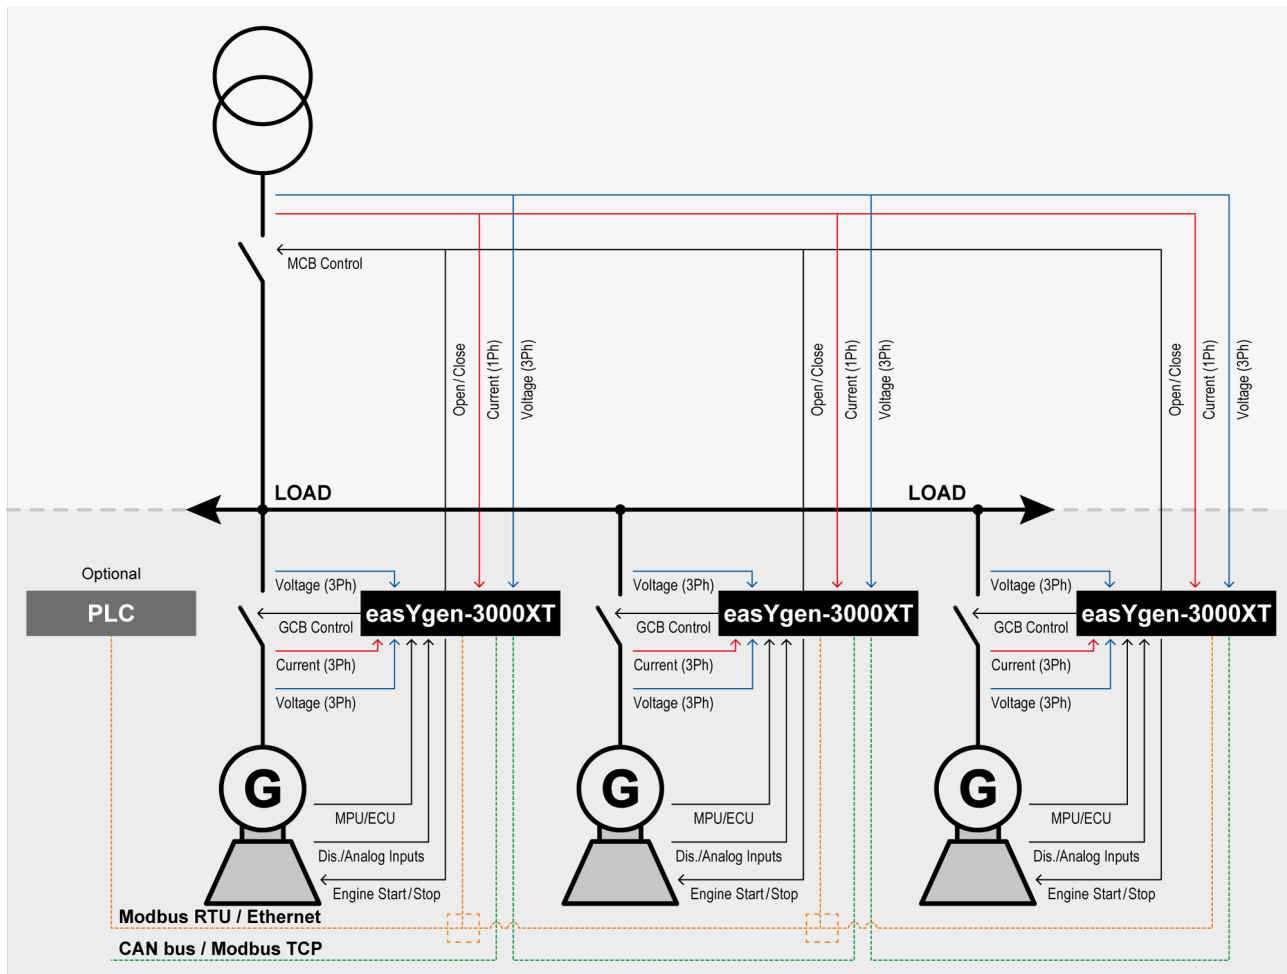 MCB Control
Open/Close
Current (1Ph)
Voltage (3Ph)
Open/Close
Current (1Ph)
Voltage (3Ph)
Open/Close
Current (1Ph)
Voltage (3Ph)
LOAD
LOAD
Optional
PLC
Voltage (3Ph)
easYgen-3000XT
GCB Control
Current (3Ph)
Voltage (3Ph)
G
MPU/ECU
Dis./Analog Inputs
Engine Start/Stop
Voltage (3Ph)
easYgen-3000XT
GCB Control
Current (3Ph)
Voltage (3Ph)
G
MPU/ECU
Dis./Analog Inputs
Engine Start/Stop
Voltage (3Ph)
easYgen-3000XT
GCB Control
Current (3Ph)
Voltage (3Ph)
G
MPU/ECU
Dis./Analog Inputs
Engine Start/Stop
Modbus RTU / Ethernet
CAN bus / Modbus TCP